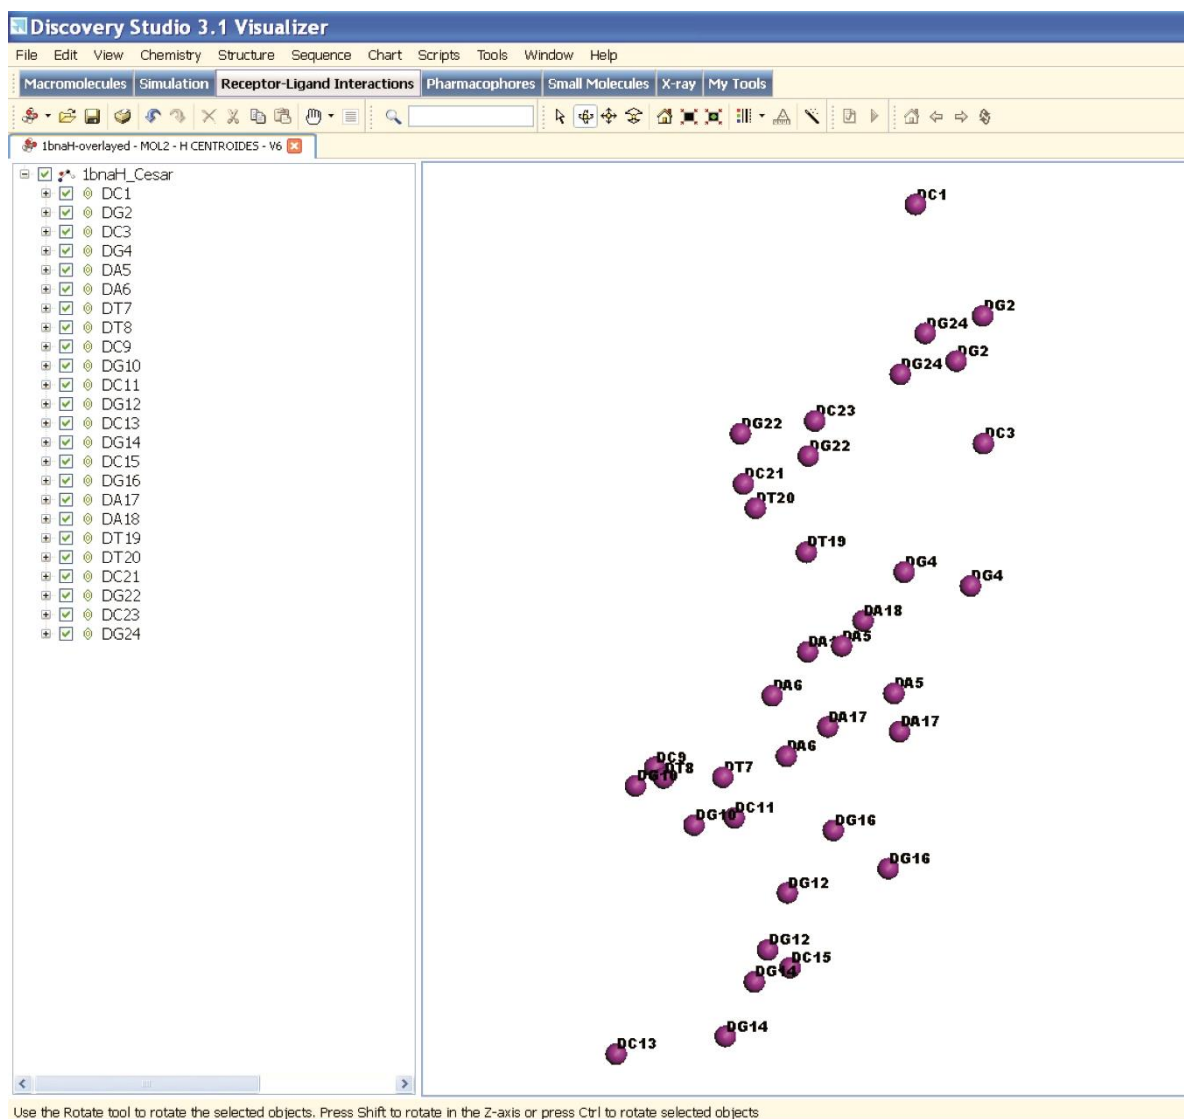 Discovery Studio 3.1 Visualizer
File Edit View Chemistry Structure Sequence Chart Scripts Tools Window Help
Macromolecules Simulation Receptor-Ligand Interactions Pharmacophores Small Molecules X-ray My Tools
1bnaH-overlayed - MOL2 - H CENTROIDES - V6
1bnaH_Cesar
DC1
DG2
DC3
DG4
DA5
DA6
DT7
DT8
DC9
DG10
DC11
DG12
DC13
DG14
DC15
DG16
DA17
DA18
DT19
DT20
DC21
DG22
DC23
DG24
DC1
DG2
DG24
DG2
DG24
DC23
DG22
DC3
DG22
DC21
DT20
DT19
DG4
DG4
DA18
DA5
DA6
DA5
DA17
DA17
DA6
DC9
DT8
DT7
DG10
DC11
DG10
DG16
DG16
DG12
DG12
DC15
DG14
DG14
DC13
Use the Rotate tool to rotate the selected objects. Press Shift to rotate in the Z-axis or press Ctrl to rotate selected objects